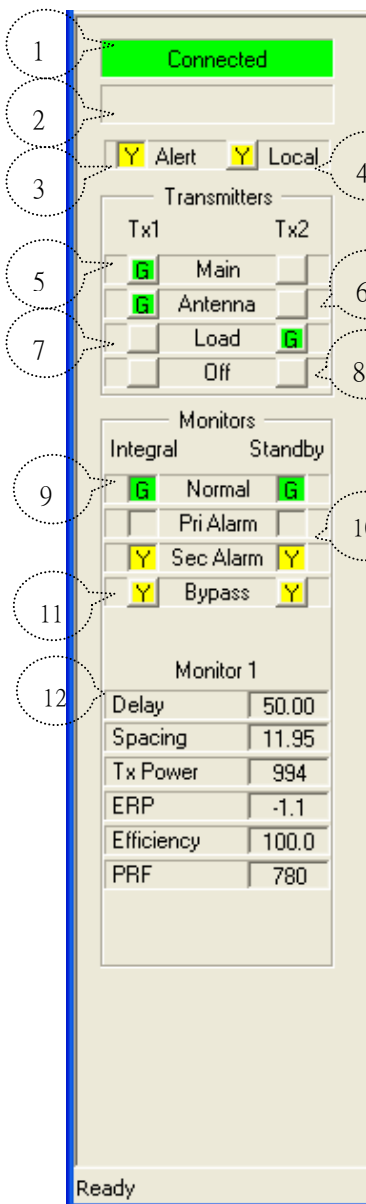 1 Connected
2
Y Alert Y Local
3 4
Transmitters
Tx1 Tx2
5 G Main
G Antenna 6
7 Load G
Off 8
Monitors
Integral Standby
9 G Normal G
Pri Alarm 10
Y Sec Alarm Y
11 Y Bypass Y
Monitor 1
12
Delay 50.00
Spacing 11.95
Tx Power 994
ERP -1.1
Efficiency 100.0
PRF 780
Ready